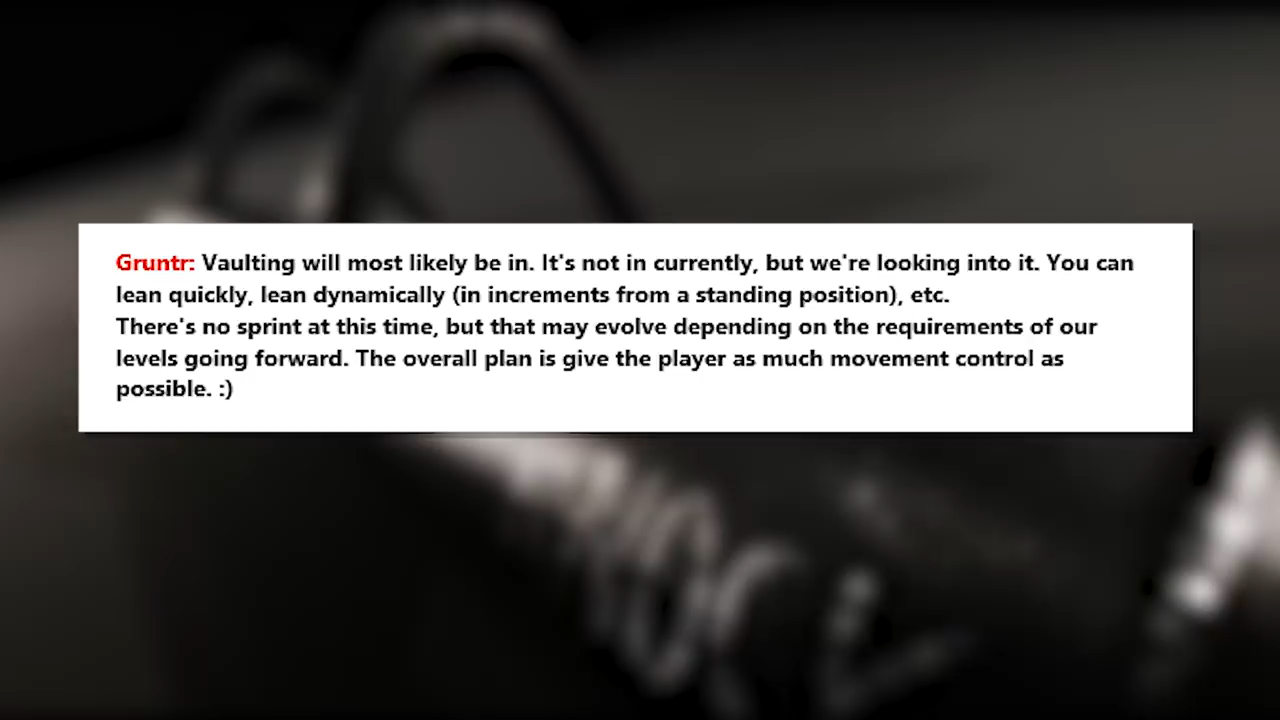 Gruntr: Vaulting will most likely be in. It's not in currently, but we're looking into it. You can
lean quickly, lean dynamically (in increments from a standing position), etc.
There's no sprint at this time, but that may evolve depending on the requirements of our
levels going forward. The overall plan is give the player as much movement control as
possible. :)